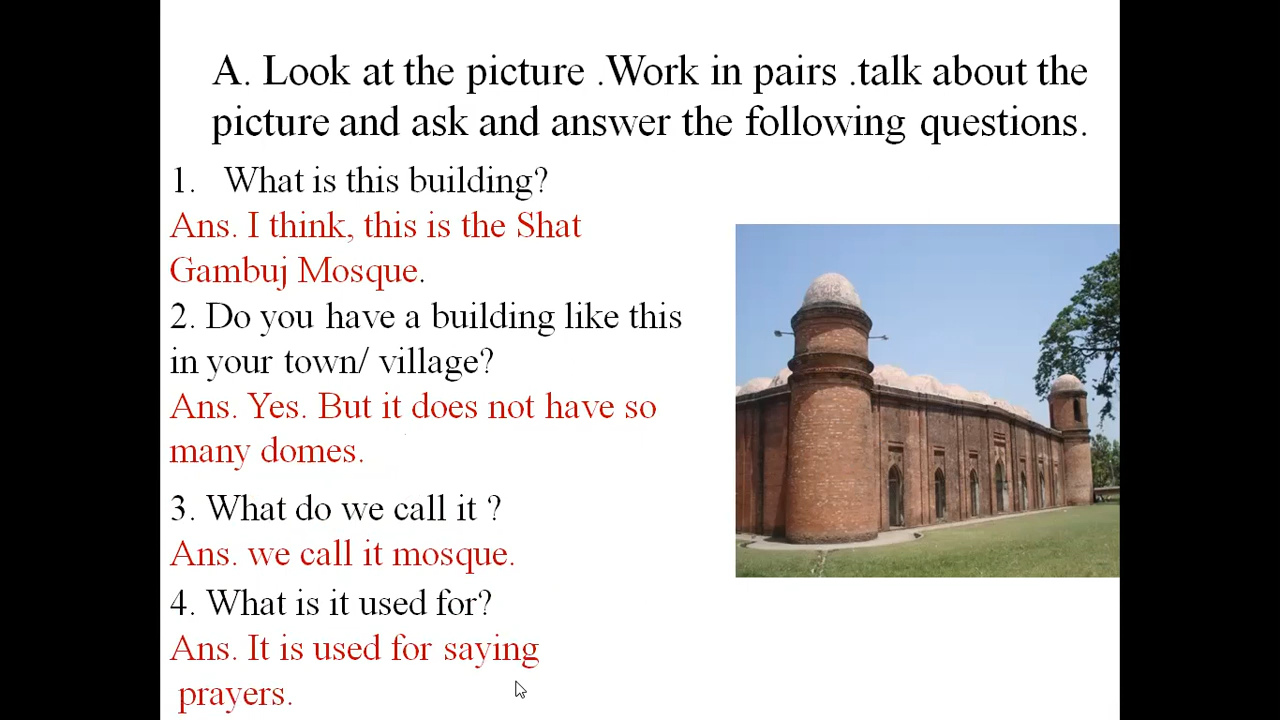 A. Look at the picture .Work in pairs .talk about the
picture and ask and answer the following questions.
1. What is this building?
Ans. I think, this is the Shat
Gambuj Mosque.
2. Do you have a building like this
in your town/ village?
Ans. Yes. But it does not have so
many domes.
3. What do we call it ?
Ans. we call it mosque.
4. What is it used for?
Ans. It is used for saying
prayers.